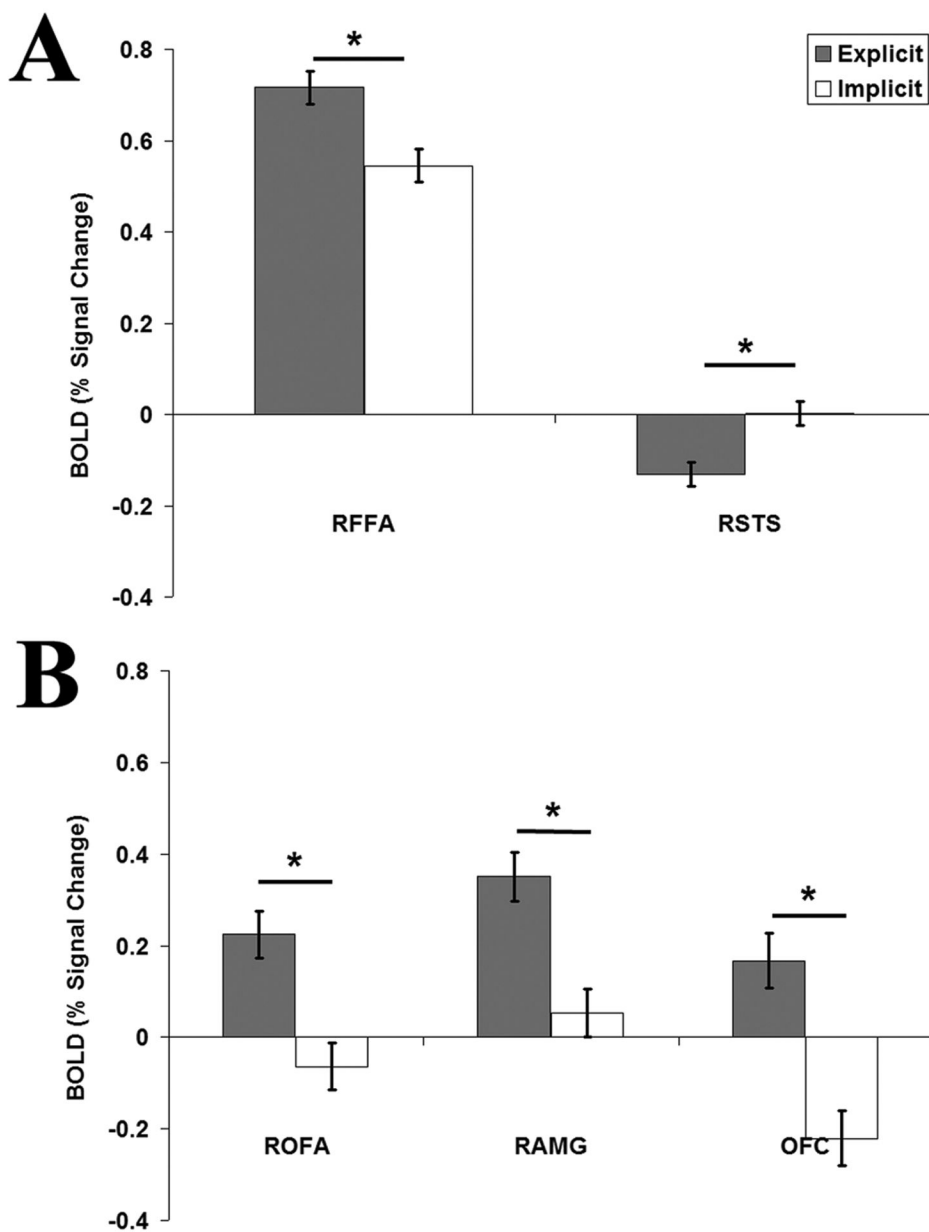 A
0.8
0.6
0.4
0.2
0
-0.2
-0.4
BOLD (% Signal Change)
*
*
Explicit
Implicit
RFFA
RSTS
B
0.8
0.6
0.4
0.2
0
-0.2
-0.4
BOLD (% Signal Change)
*
*
*
ROFA
RAMG
OFC